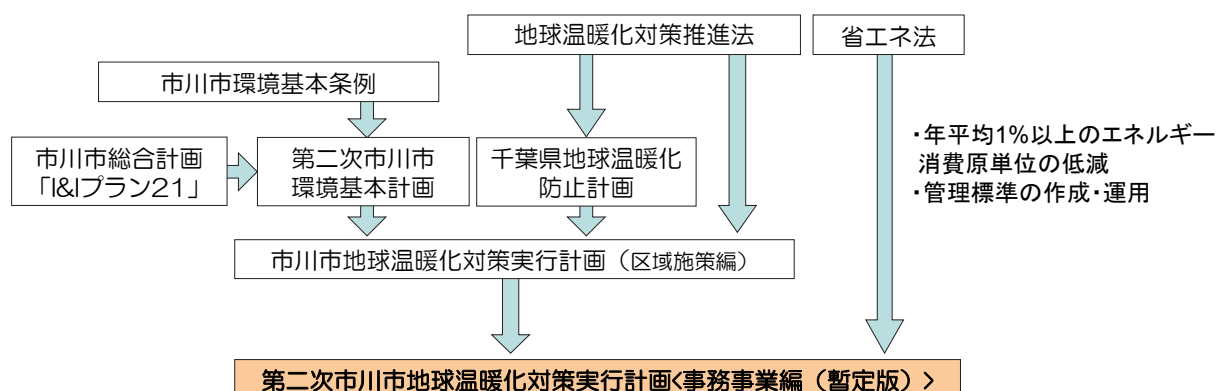 地球温暖化対策推進法
省エネ法
市川市環境基本条例
市川市総合計画
「I&Iプラン21」
第二次市川市
環境基本計画
千葉県地球温暖化
防止計画
・年平均1%以上のエネルギー
消費原単位の低減
・管理標準の作成・運用
市川市地球温暖化対策実行計画（区域施策編）
第二次市川市地球温暖化対策実行計画<事務事業編（暫定版）>